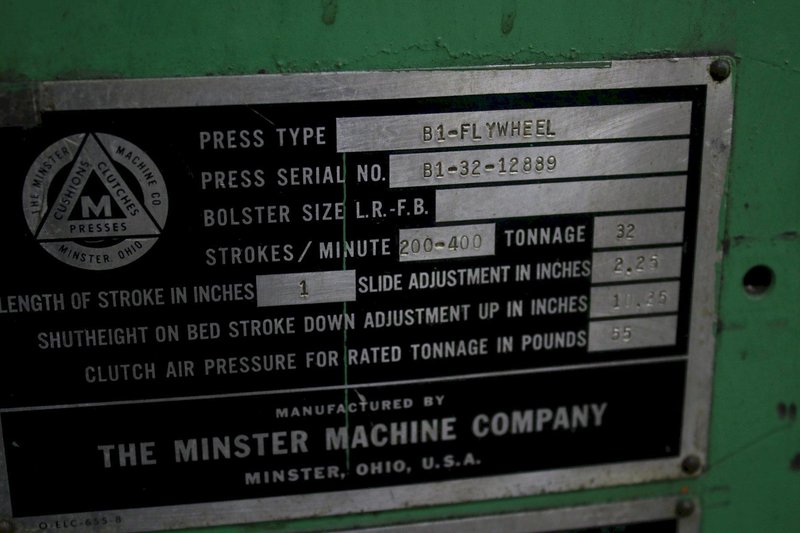 THE MINSTER MACHINE CO
CUSHIONS CLUTCHES
M
PRESSES
MINSTER, OHIO
PRESS TYPE B1-FLYWHEEL
PRESS SERIAL NO. B1-32-12889
BOLSTER SIZE L.R.-F.B.
STROKES/MINUTE 200-400 TONNAGE 32
LENGTH OF STROKE IN INCHES 1 SLIDE ADJUSTMENT IN INCHES 2.25
SHUTHEIGHT ON BED STROKE DOWN ADJUSTMENT UP IN INCHES
CLUTCH AIR PRESSURE FOR RATED TONNAGE IN POUNDS 55
MANUFACTURED BY
THE MINSTER MACHINE COMPANY
MINSTER, OHIO, U.S.A.